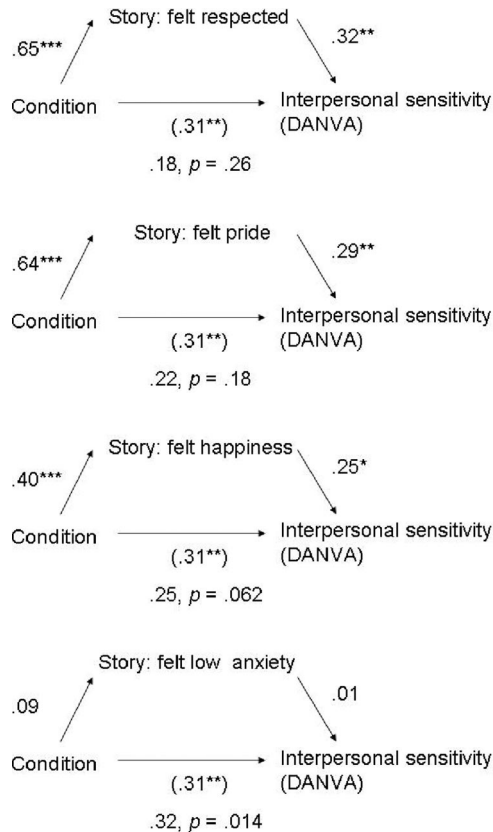 Story: felt respected
.65***
.32**
Condition
Interpersonal sensitivity
(DANVA)
(.31**)
.18, p = .26
Story: felt pride
.64***
.29**
Condition
Interpersonal sensitivity
(DANVA)
(.31**)
.22, p = .18
Story: felt happiness
.40***
.25*
Condition
Interpersonal sensitivity
(DANVA)
(.31**)
.25, p = .062
Story: felt low anxiety
.09
.01
Condition
Interpersonal sensitivity
(DANVA)
(.31**)
.32, p = .014